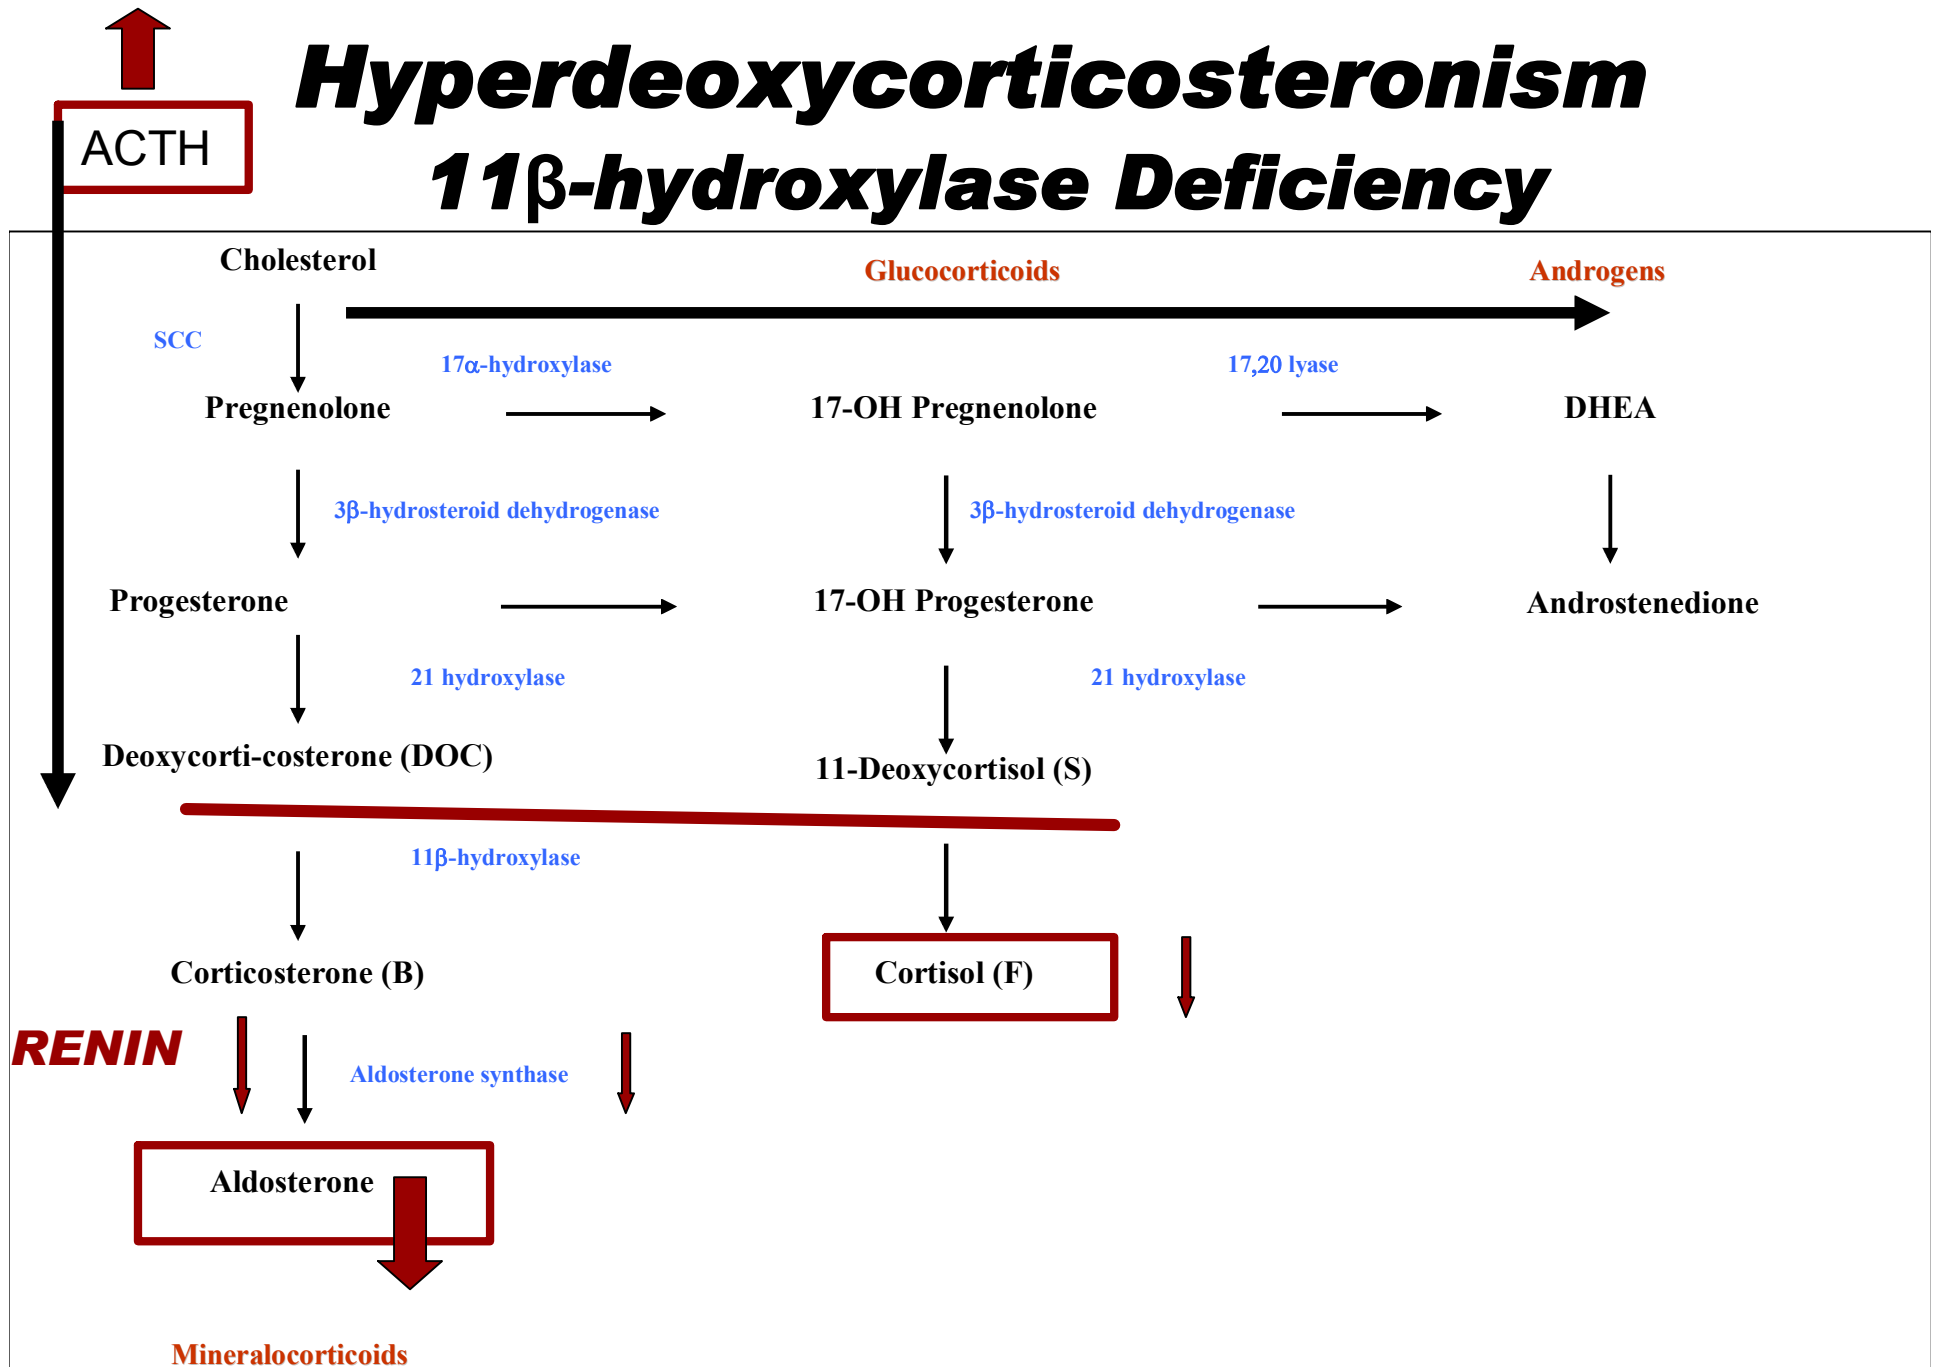 Hyperdeoxycorticosteronism
11β-hydroxylase Deficiency
ACTH
Cholesterol
Glucocorticoids
Androgens
SCC
17α-hydroxylase
17,20 lyase
Pregnenolone
17-OH Pregnenolone
DHEA
3β-hydrosteroid dehydrogenase
3β-hydrosteroid dehydrogenase
Progesterone
17-OH Progesterone
Androstenedione
21 hydroxylase
21 hydroxylase
Deoxycorti-costerone (DOC)
11-Deoxycortisol (S)
11β-hydroxylase
Corticosterone (B)
Cortisol (F)
RENIN
Aldosterone synthase
Aldosterone
Mineralocorticoids